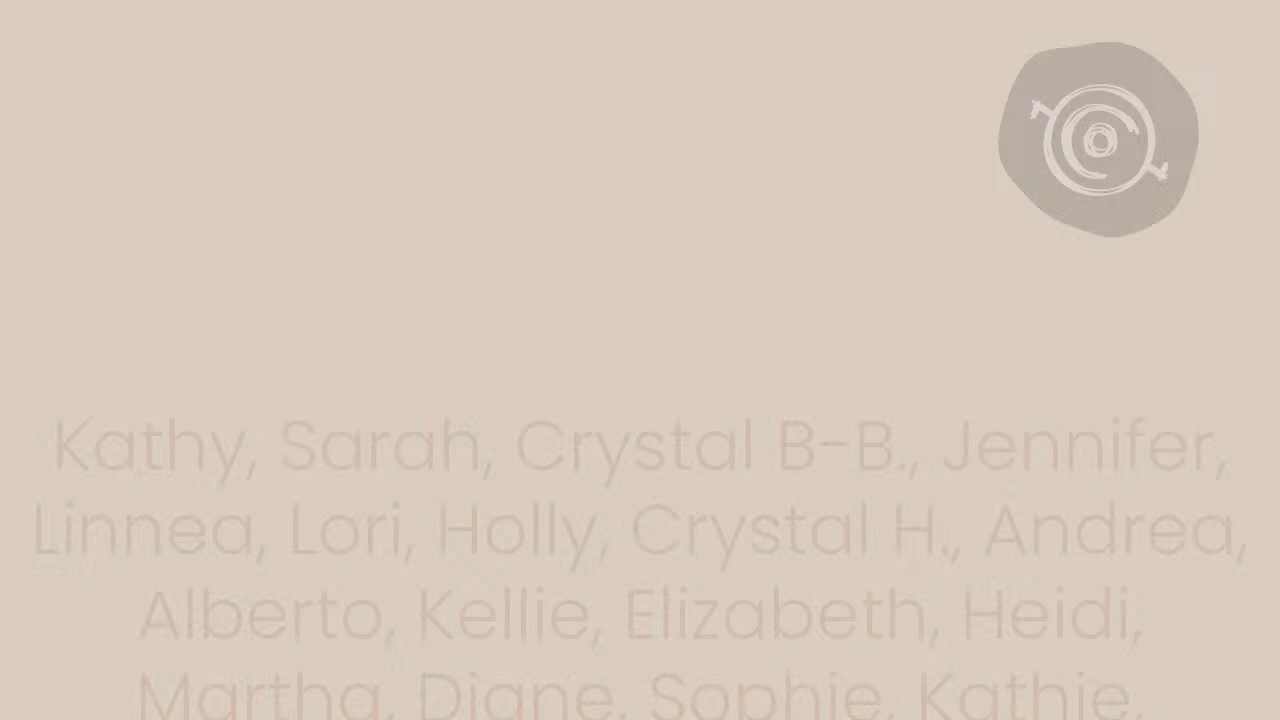 Kathy, Sarah, Crystal B-B., Jennifer,
Linnea, Lori, Holly, Crystal H., Andrea,
Alberto, Kellie, Elizabeth, Heidi,
Martha, Diane, Sophie, Kathie,